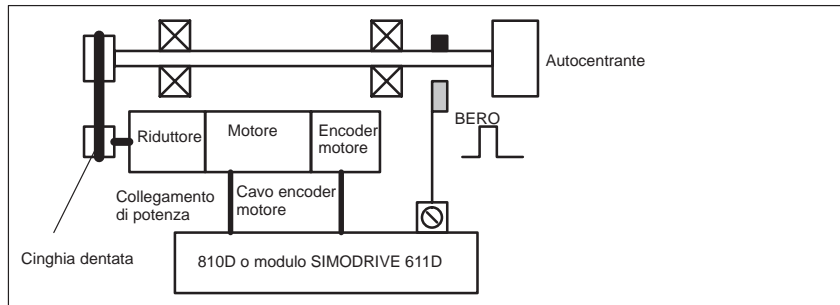 Autocentrante
BERO
Riduttore
Motore
Encoder
motore
Collegamento
di potenza
Cavo encoder
motore
Cinghia dentata
810D o modulo SIMODRIVE 611D